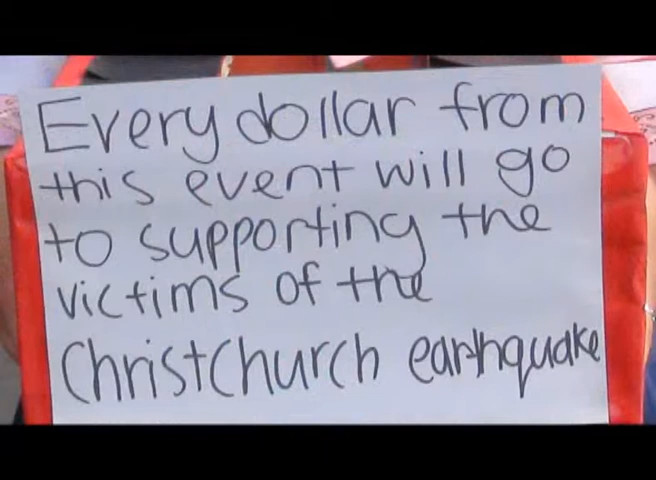 Every dollar from
this event will go
to supporting the
victims of the
Christchurch earthquake